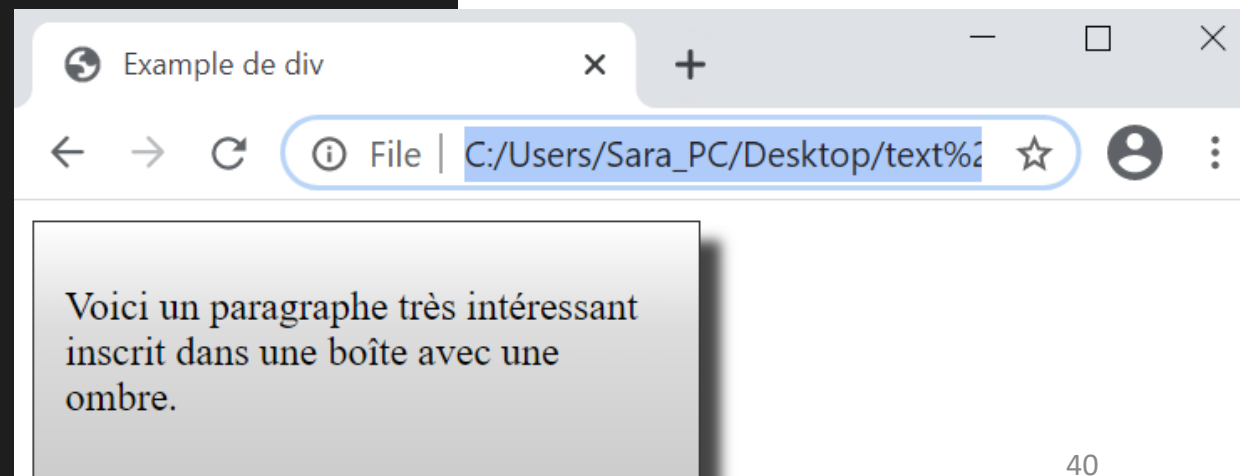 Example de div
File | C:/Users/Sara_PC/Desktop/text%2
Voici un paragraphe très intéressant
inscrit dans une boîte avec une
ombre.
40